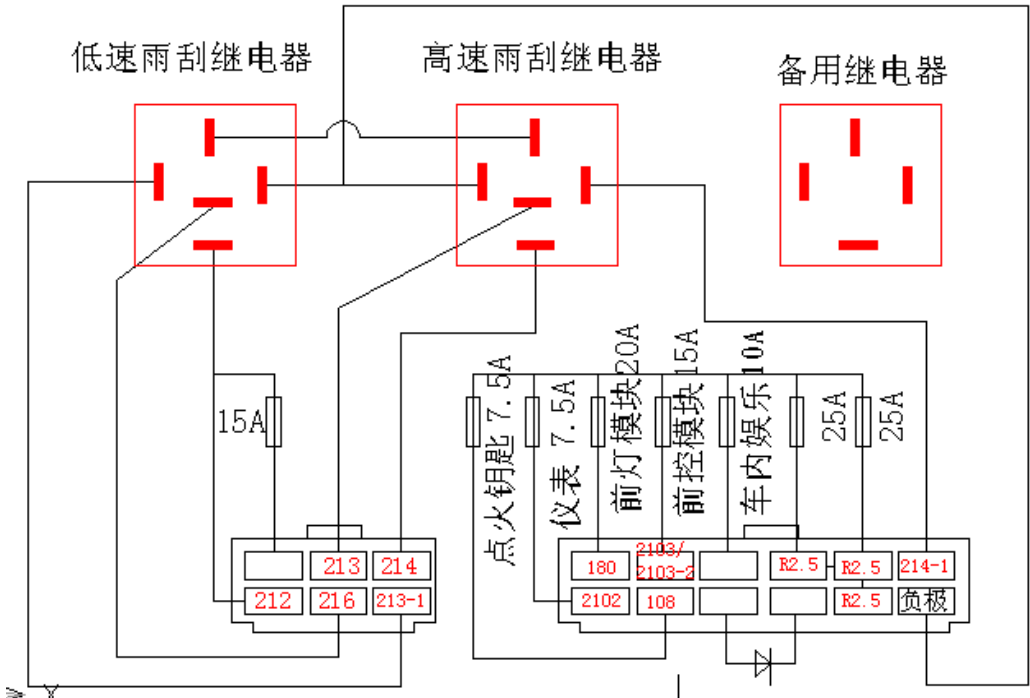 低速雨刮继电器
高速雨刮继电器
备用继电器
15A
点火钥匙 7.5A
仪表 7.5A
前灯模块20A
前控模块15A
车内娱乐10A
25A
25A
213
214
212
216
213-1
180
2103/
2103-2
R2.5
R2.5
214-1
2102
108
R2.5
负极